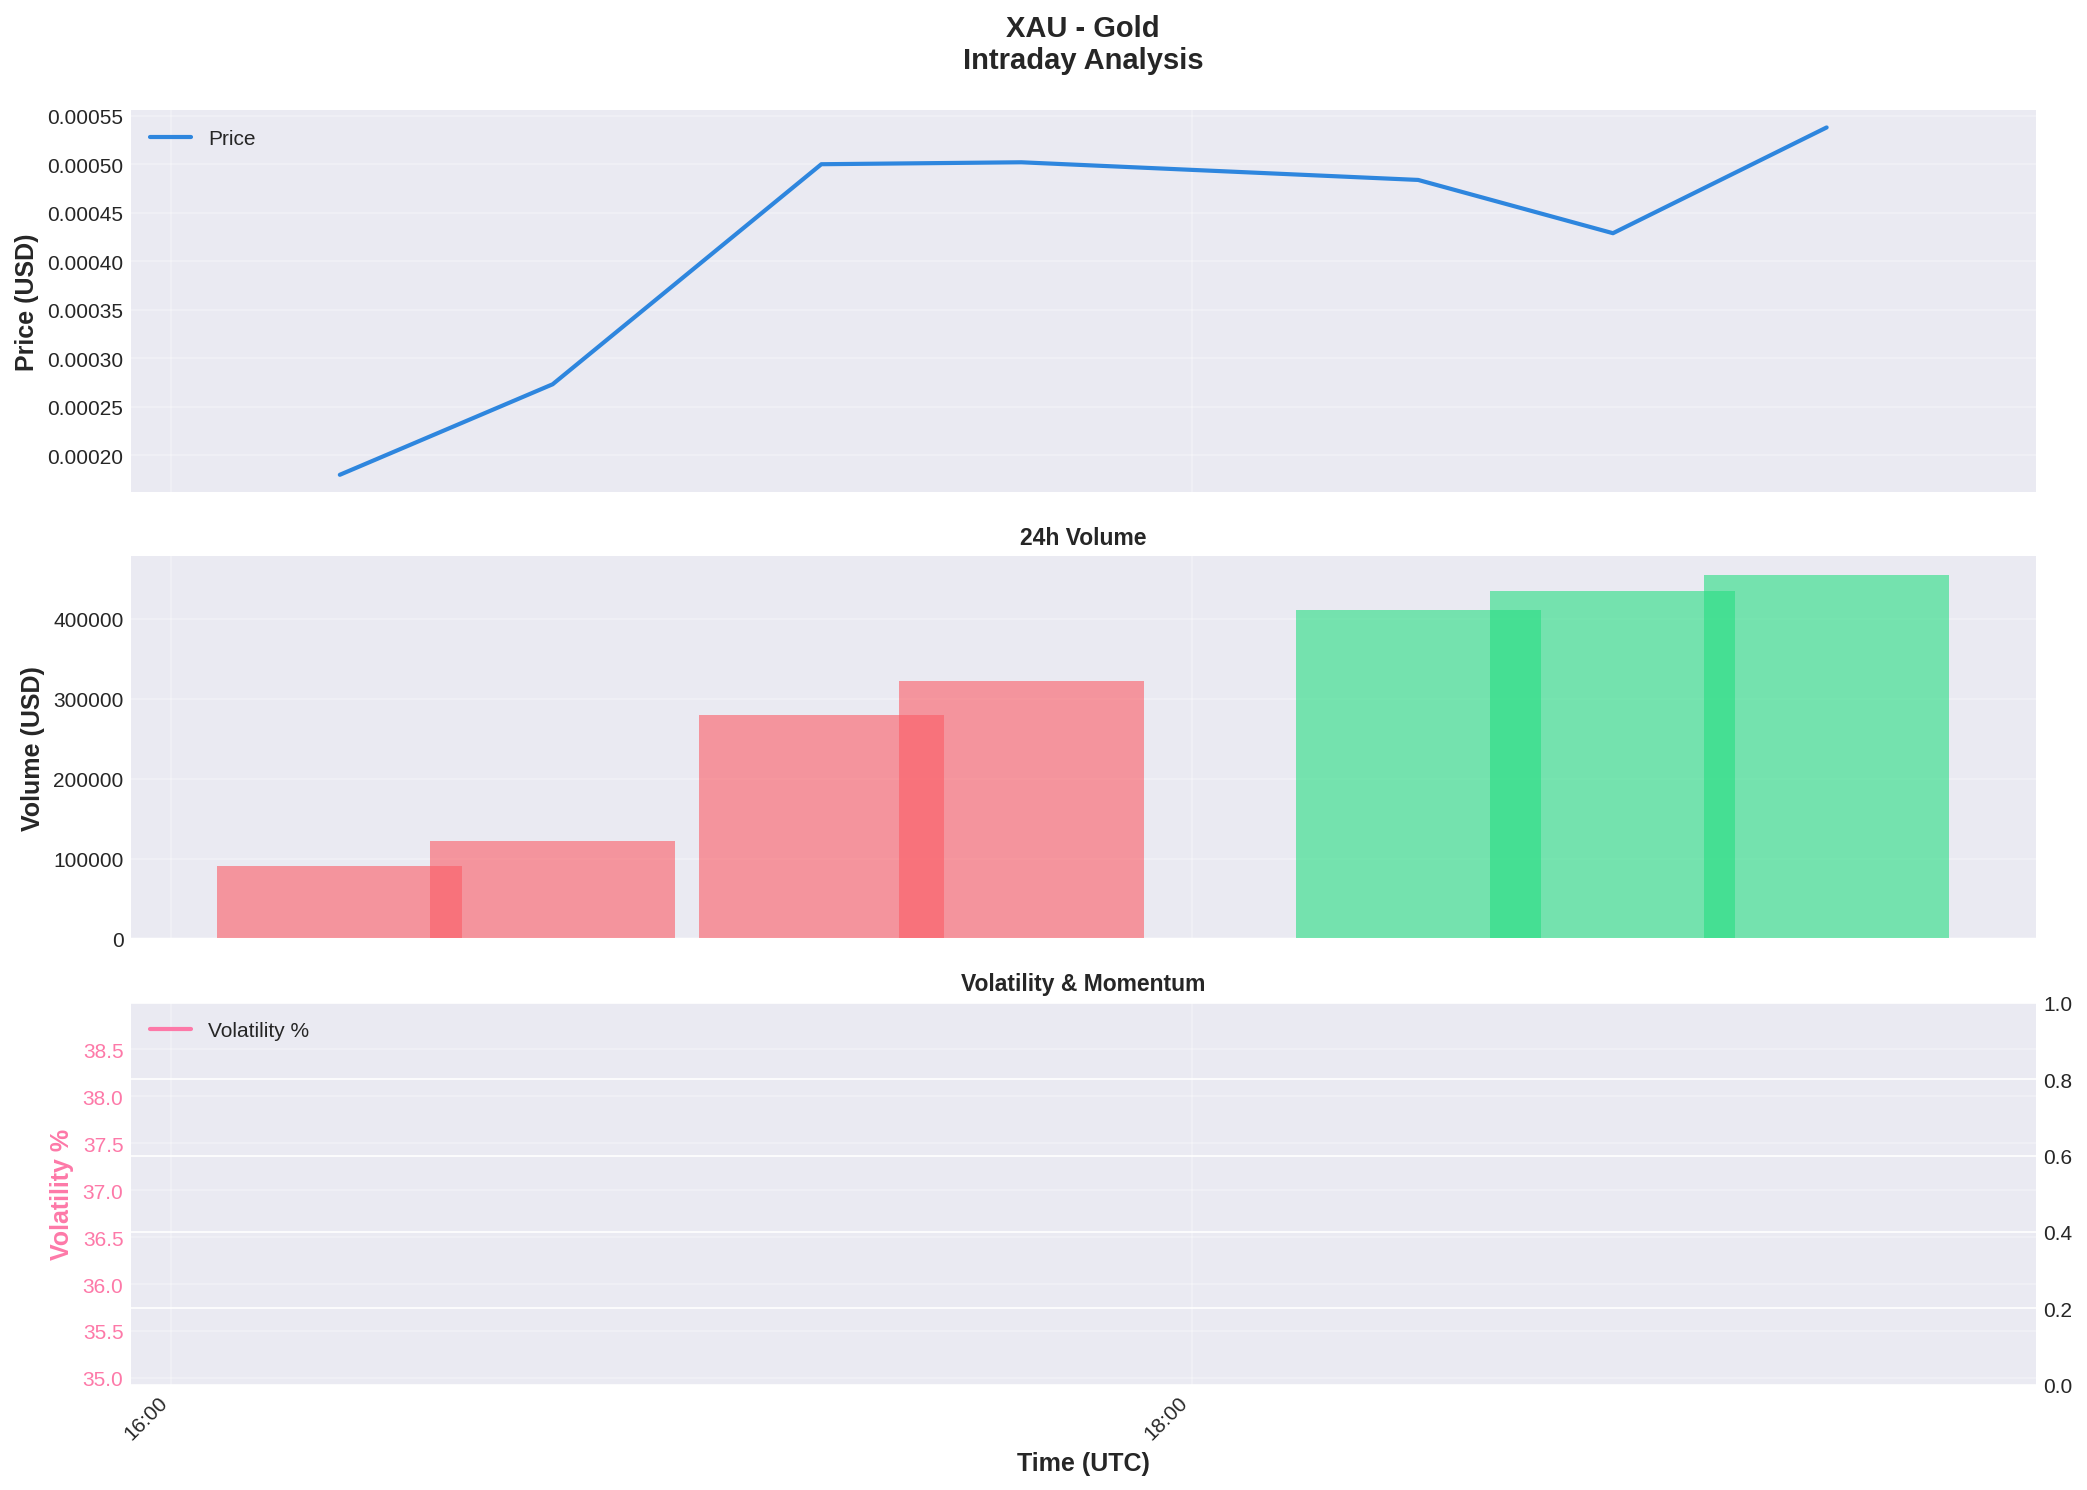 XAU - Gold
Intraday Analysis
Price
0.00055
0.00050
0.00045
0.00040
0.00035
0.00030
0.00025
0.00020
Price (USD)
24h Volume
400000
300000
200000
100000
0
Volume (USD)
Volatility & Momentum
Volatility %
38.5
38.0
37.5
37.0
36.5
36.0
35.5
35.0
Volatility %
1.0
0.8
0.6
0.4
0.2
0.0
16:00
18:00
Time (UTC)